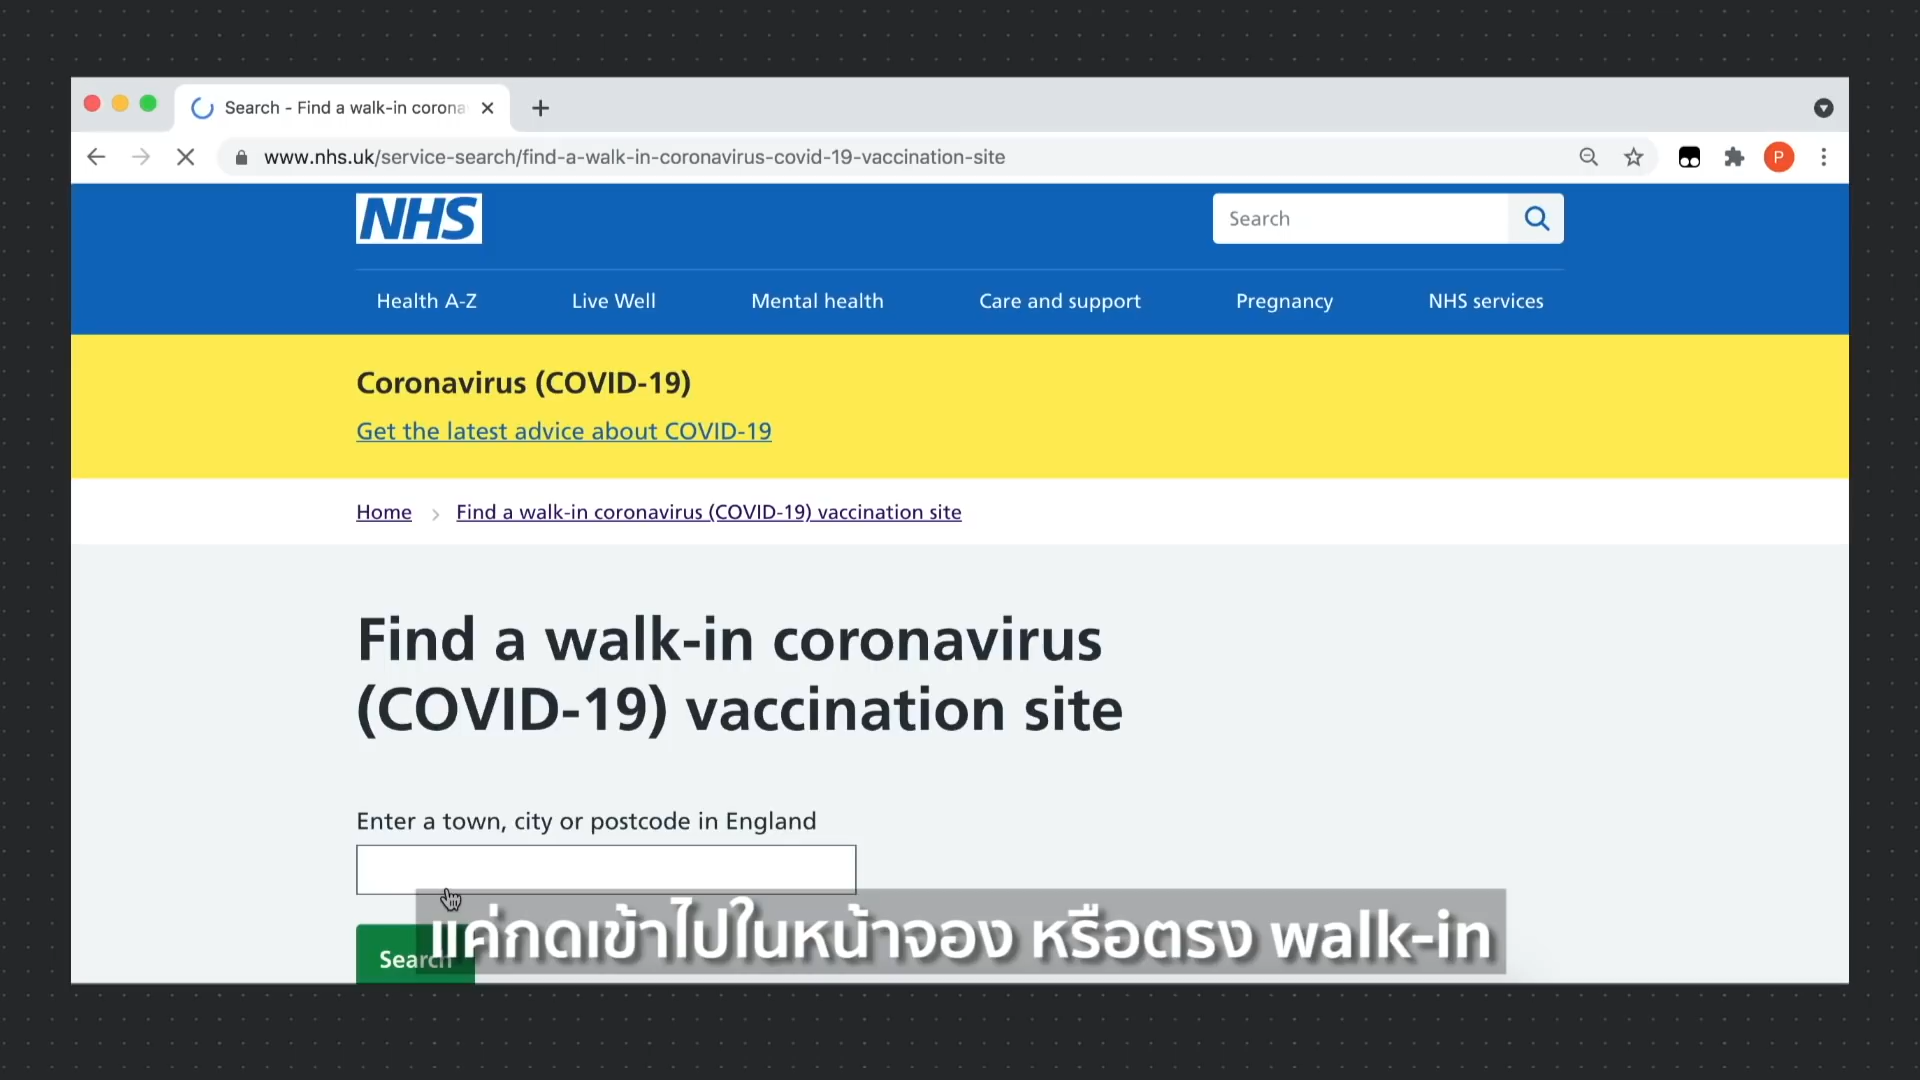 Search - Find a walk-in corona
www.nhs.uk/service-search/find-a-walk-in-coronavirus-covid-19-vaccination-site
P
NHS
Search
Health A-Z
Live Well
Mental health
Care and support
Pregnancy
NHS services
Coronavirus (COVID-19)
Get the latest advice about COVID-19
Home
Find a walk-in coronavirus (COVID-19) vaccination site
Find a walk-in coronavirus
(COVID-19) vaccination site
Enter a town, city or postcode in England
Search
แค่กดเข้าไปในหน้าจอง หรือตรง walk-in